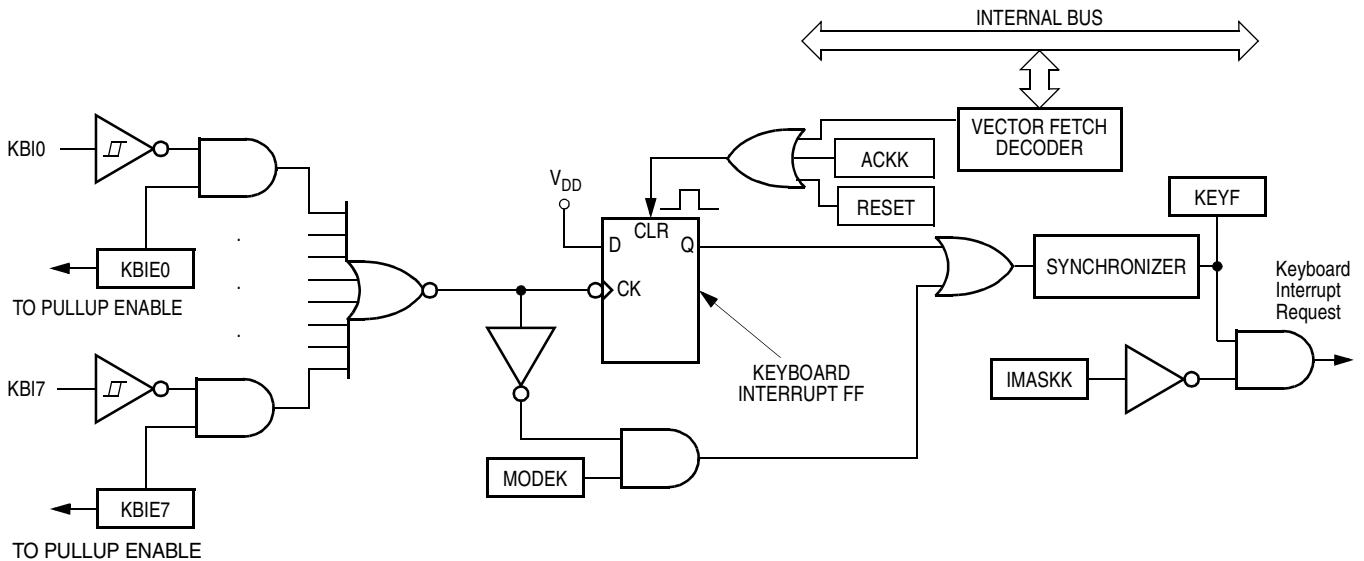 INTERNAL BUS
VECTOR FETCH
DECODER
KBI0
ACKK
VDD
RESET
KEYF
CLR
D
Q
KBIE0
SYNCHRONIZER
Keyboard
Interrupt
Request
CK
TO PULLUP ENABLE
KBI7
KEYBOARD
INTERRUPT FF
IMASKK
MODEK
KBIE7
TO PULLUP ENABLE